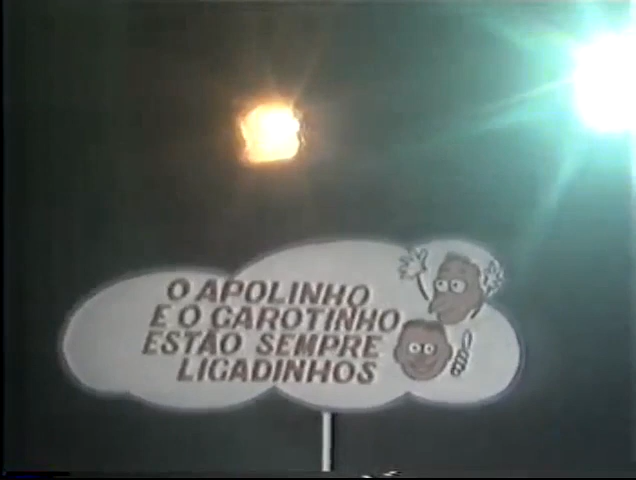 O APOLINHO
E O GAROTINHO
ESTÃO SEMPRE
LIGADINHOS